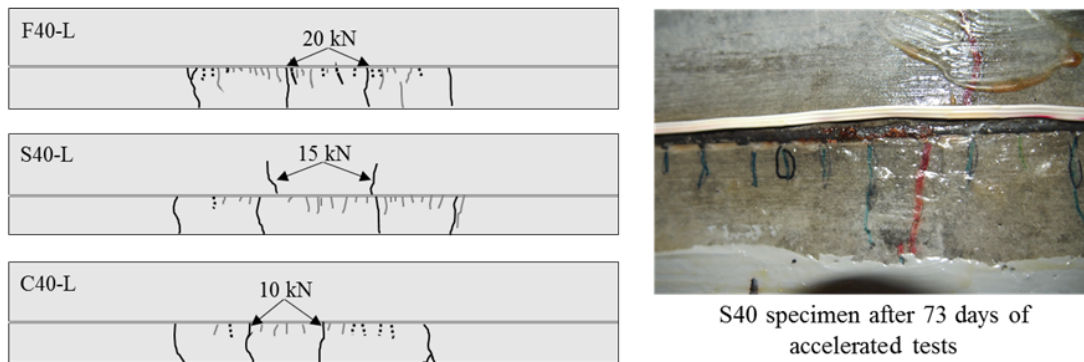 F40-L
20 kN
S40-L
15 kN
C40-L
10 kN
S40 specimen after 73 days of
accelerated tests